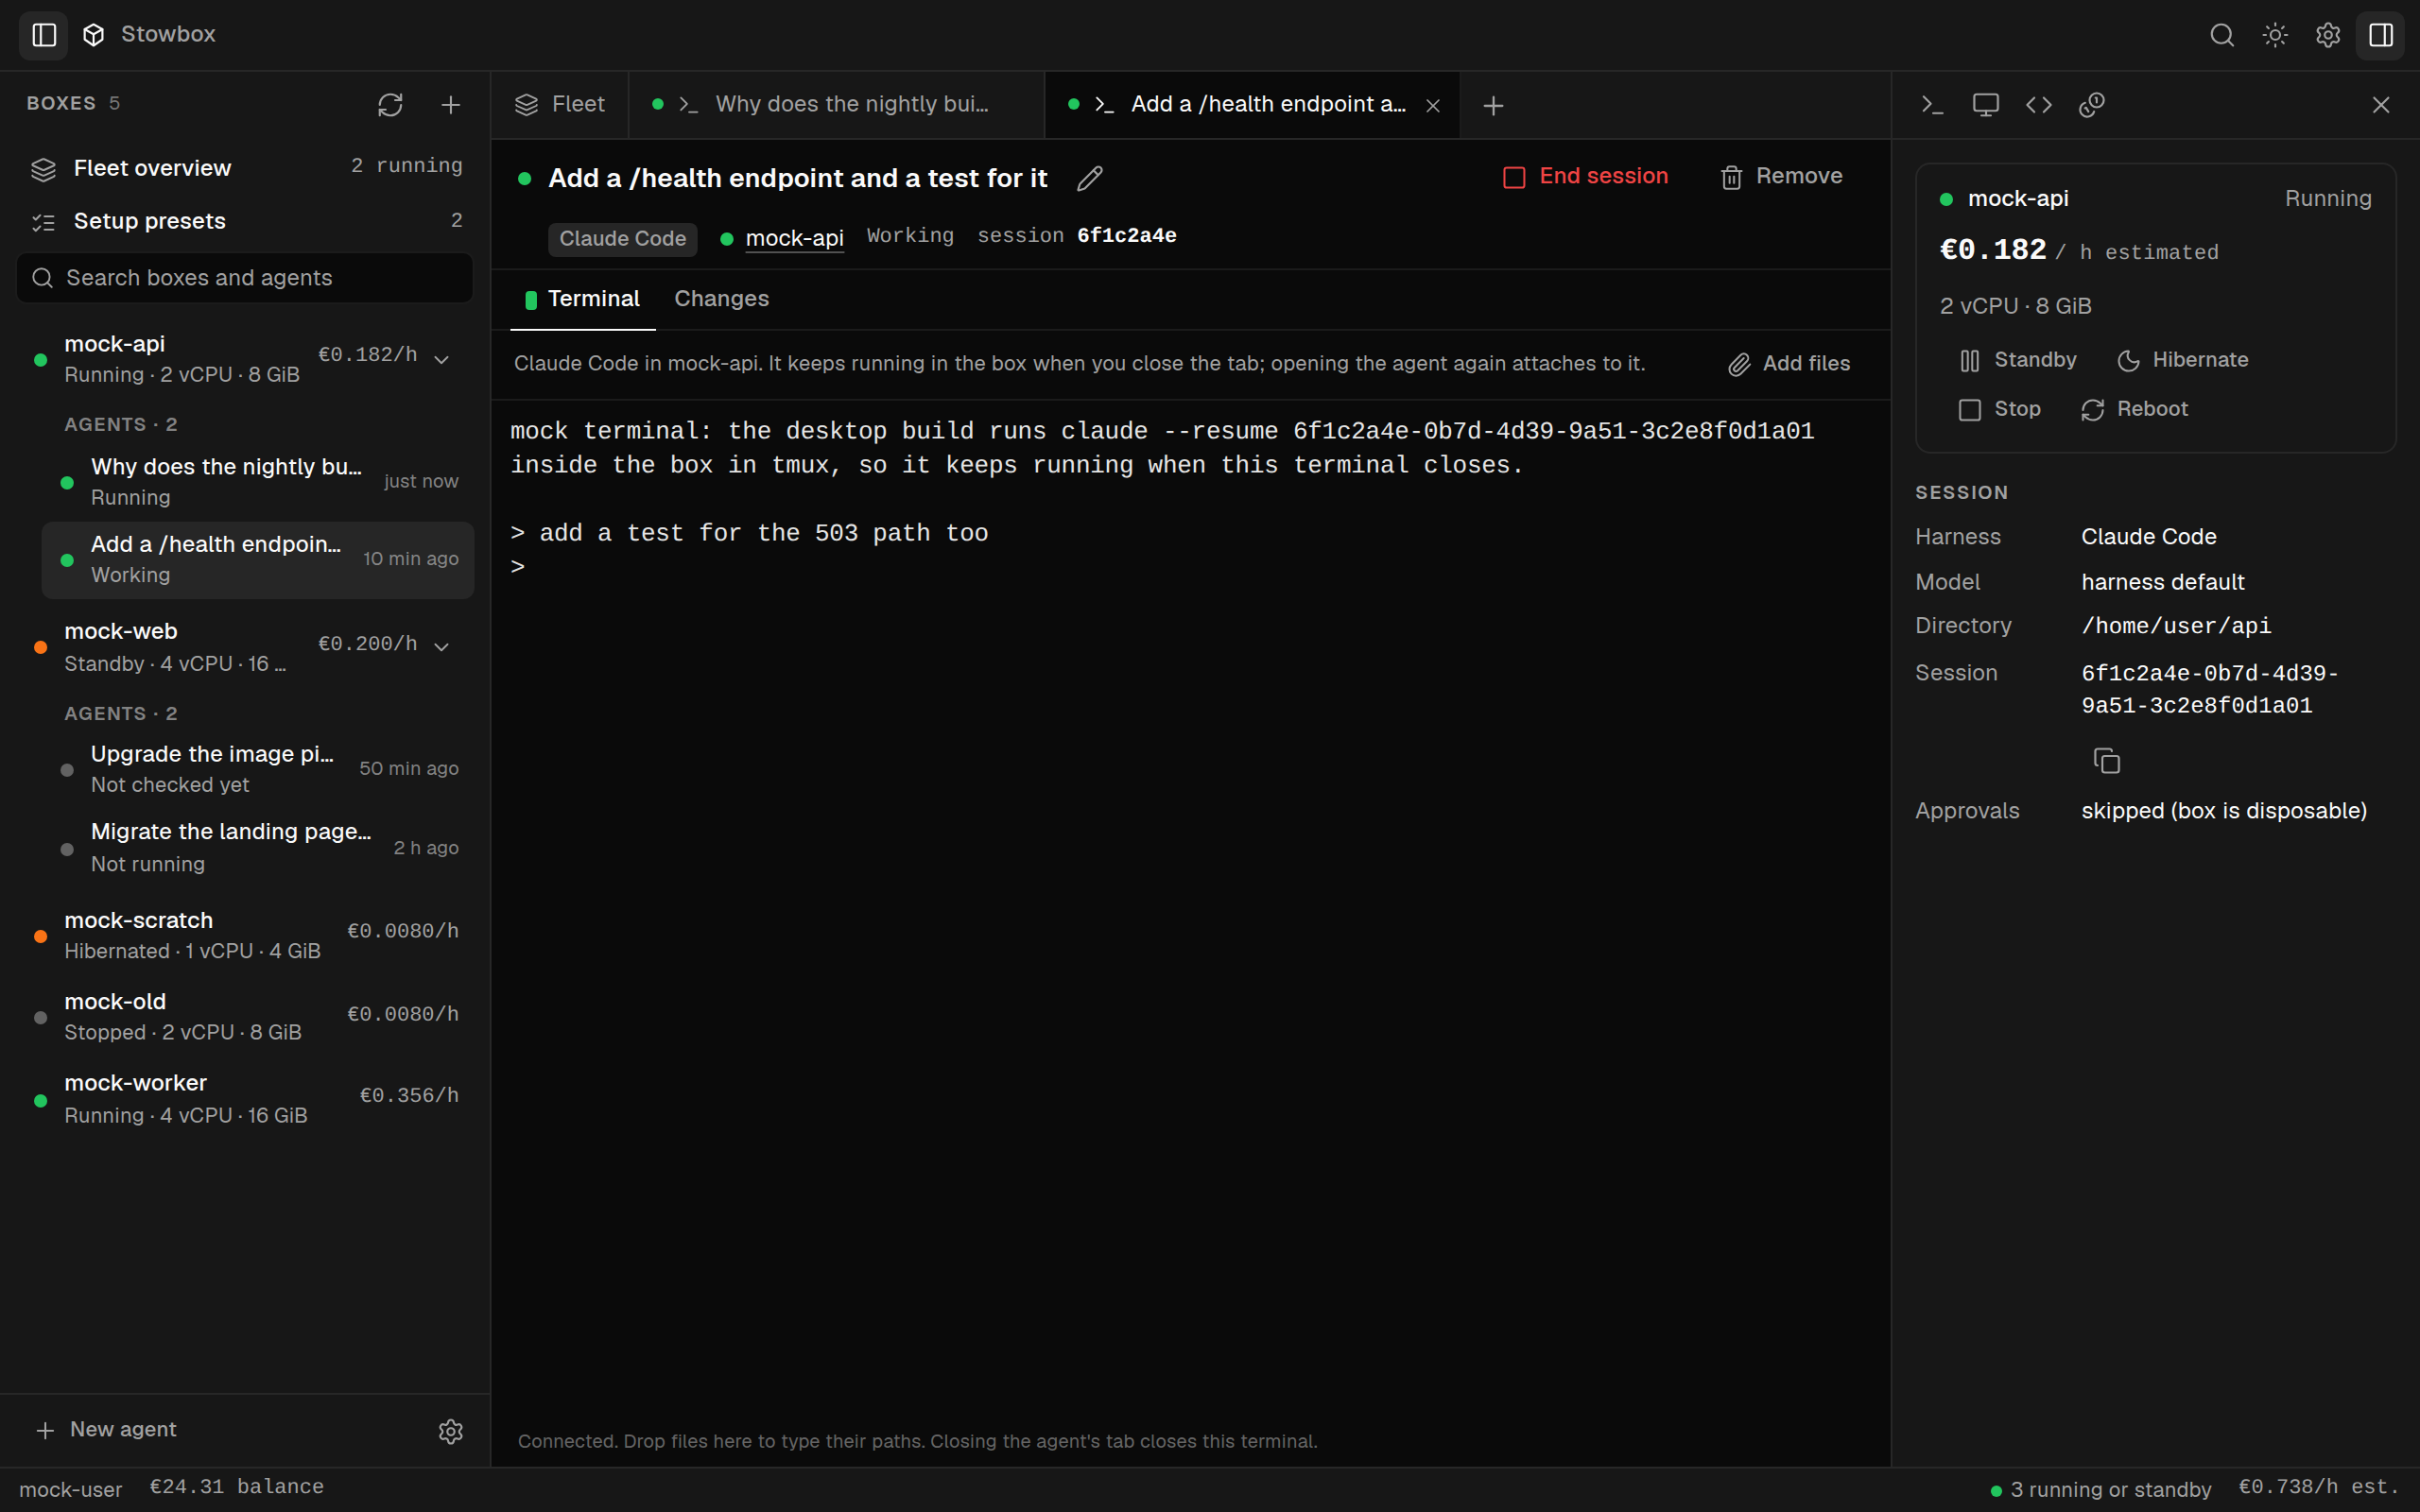 Stowbox
BOXES 5
Fleet overview 2 running
Setup presets 2
Search boxes and agents
mock-api €0.182/h
Running · 2 vCPU · 8 GiB
AGENTS · 2
Why does the nightly bu... just now
Running
Add a /health endpoin... 10 min ago
Working
mock-web €0.200/h
Standby · 4 vCPU · 16 ...
AGENTS · 2
Upgrade the image pi... 50 min ago
Not checked yet
Migrate the landing page... 2 h ago
Not running
mock-scratch €0.0080/h
Hibernated · 1 vCPU · 4 GiB
mock-old €0.0080/h
Stopped · 2 vCPU · 8 GiB
mock-worker €0.356/h
Running · 4 vCPU · 16 GiB
New agent
Fleet
Why does the nightly bui...
Add a /health endpoint a...
Add a /health endpoint and a test for it
End session
Remove
Claude Code mock-api Working session 6f1c2a4e
Terminal Changes
Claude Code in mock-api. It keeps running in the box when you close the tab; opening the agent again attaches to it.
Add files
mock terminal: the desktop build runs claude --resume 6f1c2a4e-0b7d-4d39-9a51-3c2e8f0d1a01
inside the box in tmux, so it keeps running when this terminal closes.
> add a test for the 503 path too
>
Connected. Drop files here to type their paths. Closing the agent's tab closes this terminal.
mock-api Running
€0.182 / h estimated
2 vCPU · 8 GiB
Standby Hibernate
Stop Reboot
SESSION
Harness Claude Code
Model harness default
Directory /home/user/api
Session 6f1c2a4e-0b7d-4d39-
9a51-3c2e8f0d1a01
Approvals skipped (box is disposable)
mock-user €24.31 balance
3 running or standby €0.738/h est.